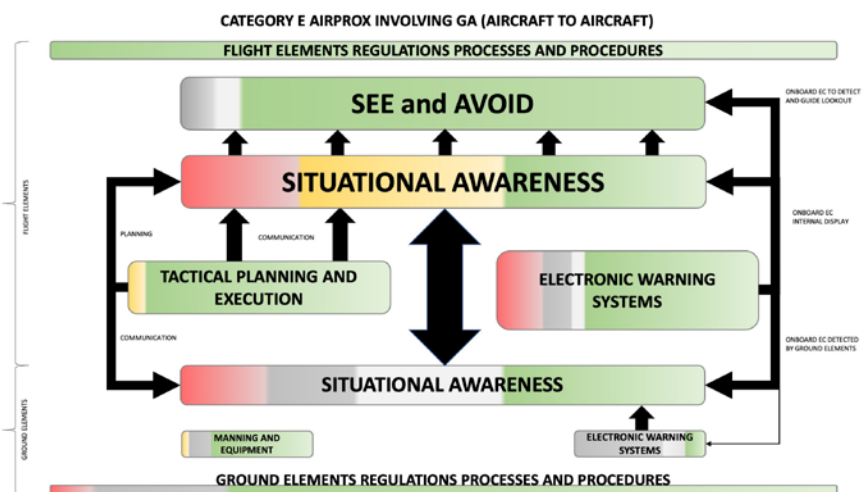 CATEGORY E AIRPROX INVOLVING GA (AIRCRAFT TO AIRCRAFT)
FLIGHT ELEMENTS REGULATIONS PROCESSES AND PROCEDURES
SEE and AVOID
ONBOARD EC TO DETECT
AND GUIDE LOOKOUT
SITUATIONAL AWARENESS
FLIGHT ELEMENTS
PLANNING
COMMUNICATION
ONBOARD EC
INTERNAL DISPLAY
TACTICAL PLANNING AND
EXECUTION
ELECTRONIC WARNING
SYSTEMS
COMMUNICATION
ONBOARD EC DETECTED
BY GROUND ELEMENTS
SITUATIONAL AWARENESS
GROUND ELEMENTS
MANNING AND
EQUIPMENT
ELECTRONIC WARNING
SYSTEMS
GROUND ELEMENTS REGULATIONS PROCESSES AND PROCEDURES